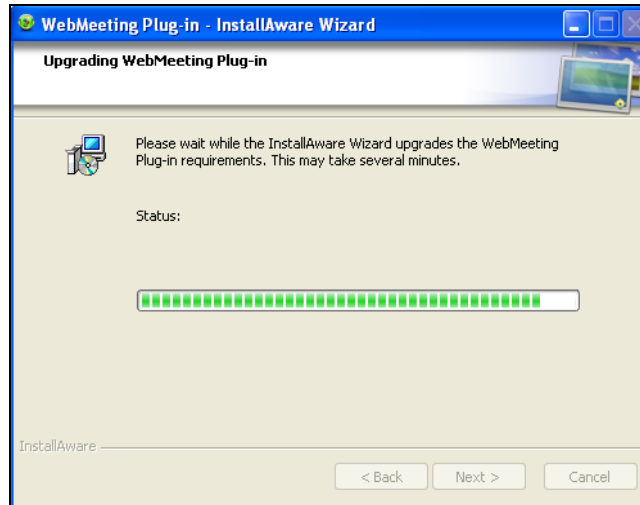 WebMeeting Plug-in - InstallAware Wizard
Upgrading WebMeeting Plug-in
Please wait while the InstallAware Wizard upgrades the WebMeeting
Plug-in requirements. This may take several minutes.
Status:
InstallAware
< Back Next > Cancel